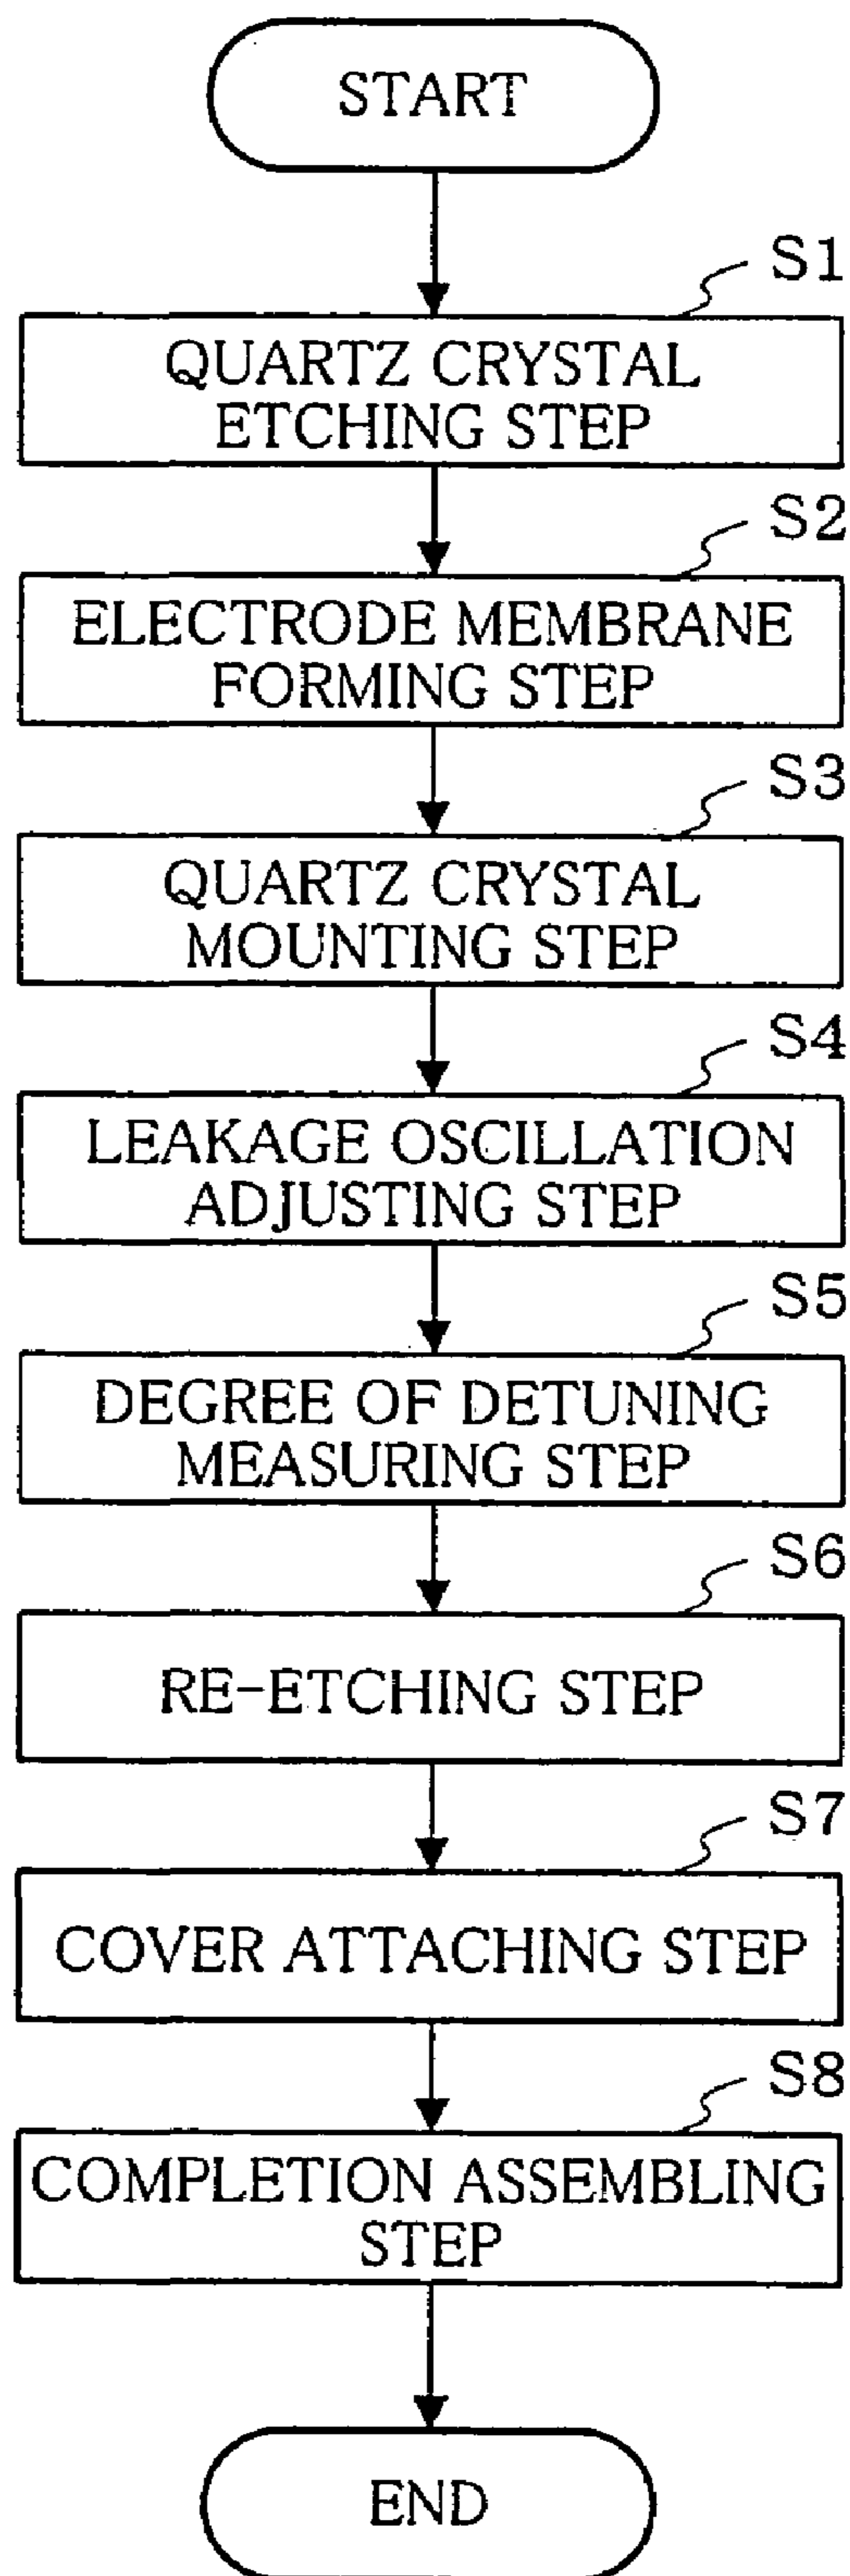 START
S1
QUARTZ CRYSTAL
ETCHING STEP
S2
ELECTRODE MEMBRANE
FORMING STEP
S3
QUARTZ CRYSTAL
MOUNTING STEP
S4
LEAKAGE OSCILLATION
ADJUSTING STEP
S5
DEGREE OF DETUNING
MEASURING STEP
S6
RE-ETCHING STEP
S7
COVER ATTACHING STEP
S8
COMPLETION ASSEMBLING
STEP
END